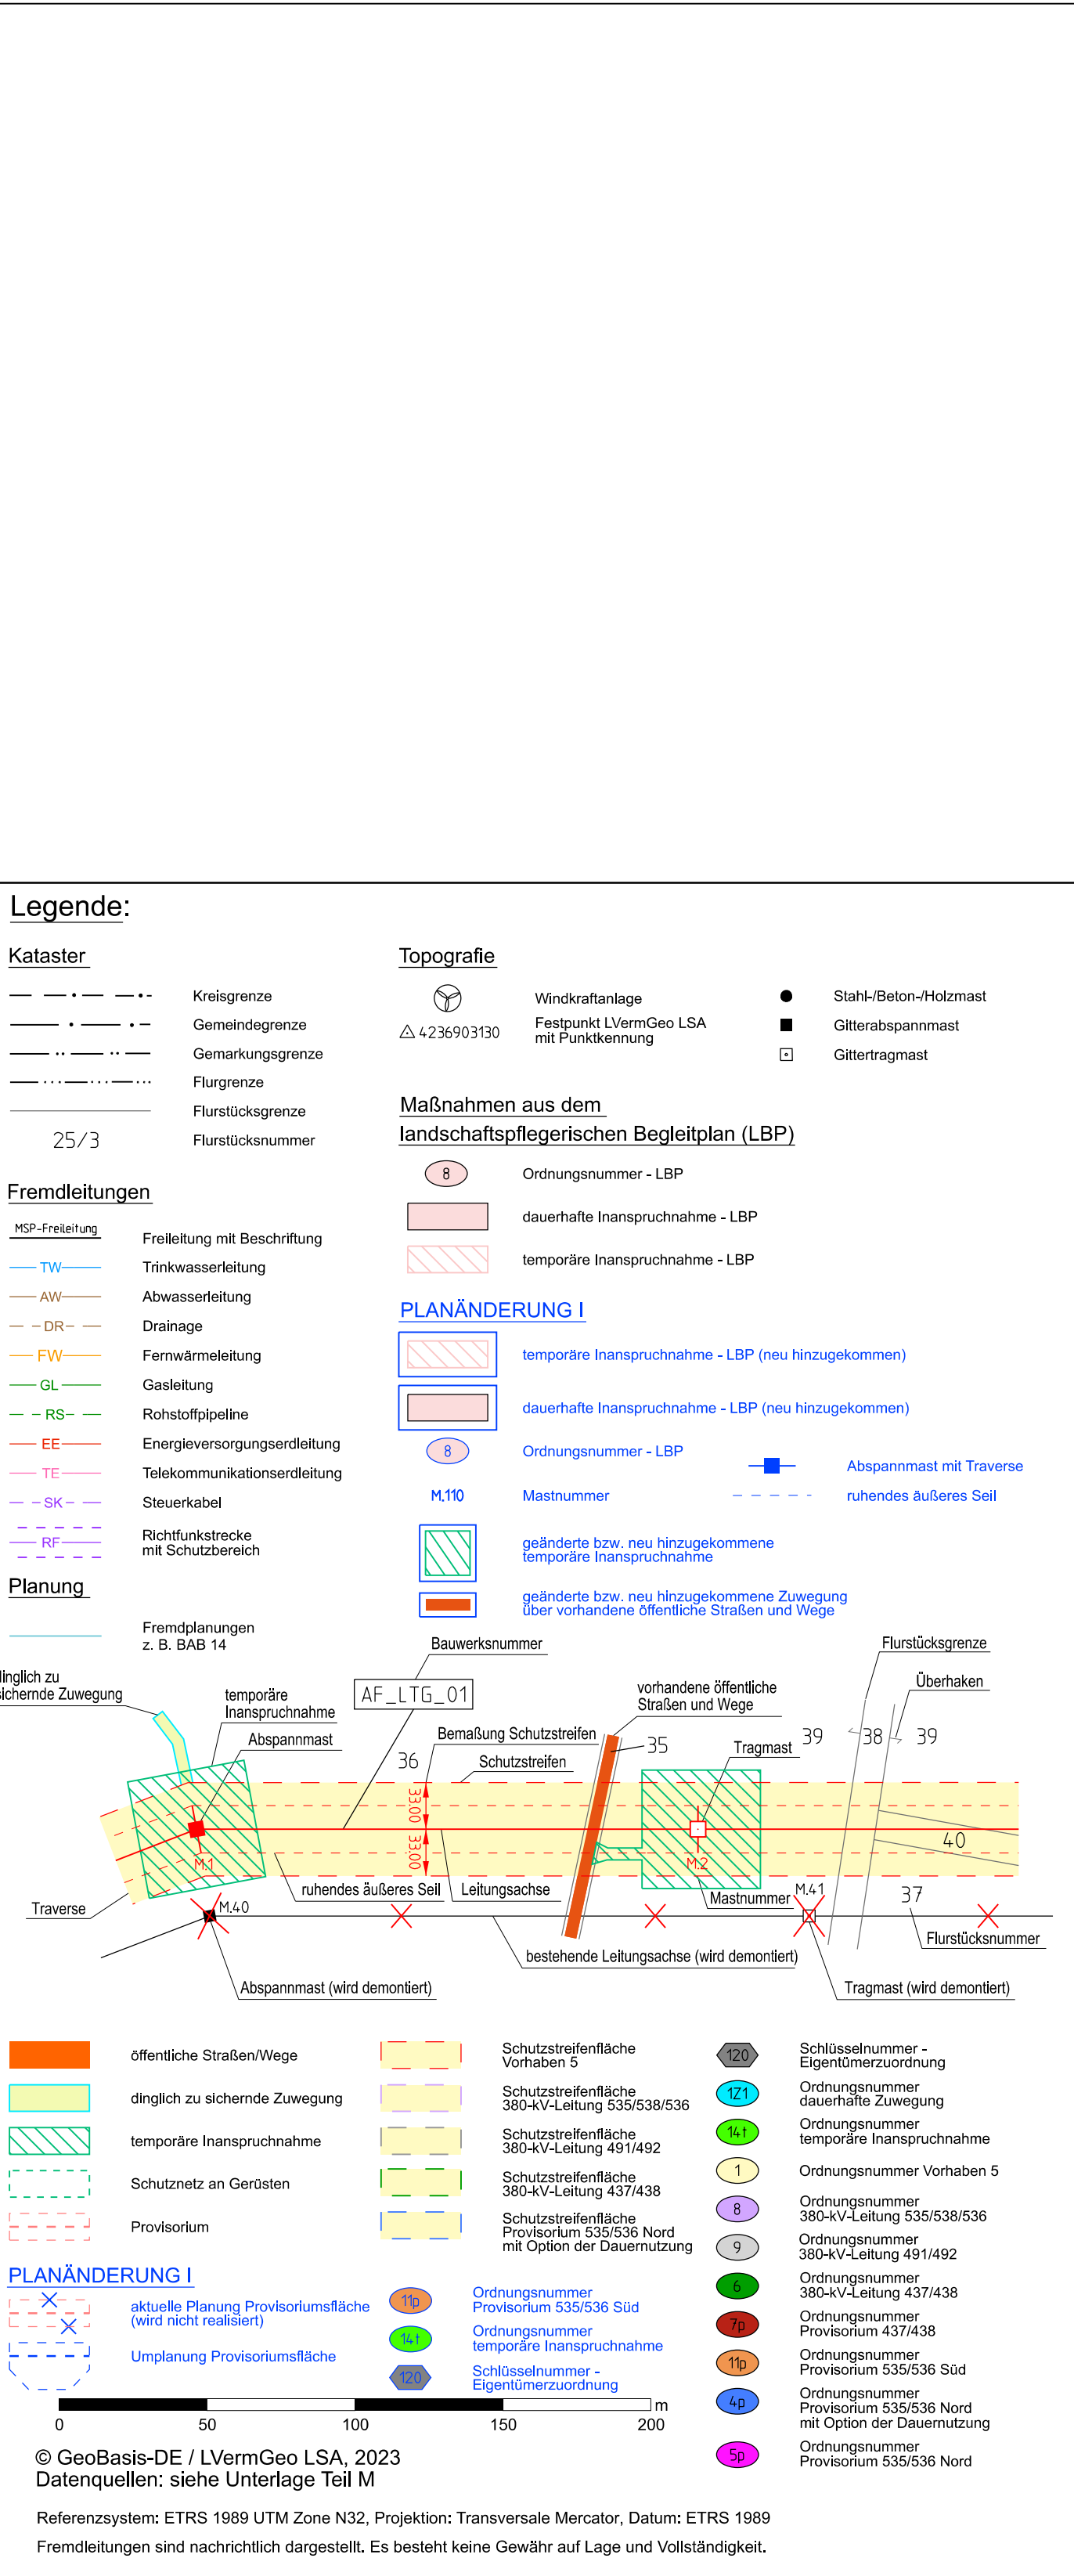 Legende:
Kataster
Kreisgrenze
Gemeindegrenze
Gemarkungsgrenze
Flurgrenze
Flurstücksgrenze
25/3 Flurstücksnummer
Fremdleitungen
MSP-Freileitung Freileitung mit Beschriftung
TW Trinkwasserleitung
AW Abwasserleitung
DR Drainage
FW Fernwärmeleitung
GL Gasleitung
RS Rohstoffpipeline
EE Energieversorgungserdleitung
TE Telekommunikationserdleitung
SK Steuerkabel
RF Richtfunkstrecke
mit Schutzbereich
Planung
Fremdplanungen
z. B. BAB 14
Topografie
Windkraftanlage
4236903130 Festpunkt LVermGeo LSA
mit Punktkennung
Stahl-/Beton-/Holzmast
Gitterabspannmast
Gittertragmast
Maßnahmen aus dem
landschaftspflegerischen Begleitplan (LBP)
8 Ordnungsnummer - LBP
dauerhafte Inanspruchnahme - LBP
temporäre Inanspruchnahme - LBP
PLANÄNDERUNG I
temporäre Inanspruchnahme - LBP (neu hinzugekommen)
dauerhafte Inanspruchnahme - LBP (neu hinzugekommen)
8 Ordnungsnummer - LBP
M.110 Mastnummer
Abspannmast mit Traverse
ruhendes äußeres Seil
geänderte bzw. neu hinzugekommene
temporäre Inanspruchnahme
geänderte bzw. neu hinzugekommene Zuwegung
über vorhandene öffentliche Straßen und Wege
Bauwerksnummer
Flurstücksgrenze
dinglich zu
sichernde Zuwegung
temporäre
Inanspruchnahme
AF_LTG_01
vorhandene öffentliche
Straßen und Wege
Überhaken
Abspannmast
Bemaßung Schutzstreifen
36
Schutzstreifen
35
Tragmast
39
38
39
33.00
33.00
40
M.1
M.2
ruhendes äußeres Seil
Leitungsachse
Mastnummer
M.41
37
Traverse
M.40
Flurstücksnummer
bestehende Leitungsachse (wird demontiert)
Abspannmast (wird demontiert)
Tragmast (wird demontiert)
öffentliche Straßen/Wege
dinglich zu sichernde Zuwegung
temporäre Inanspruchnahme
Schutznetz an Gerüsten
Provisorium
Schutzstreifenfläche
Vorhaben 5
Schutzstreifenfläche
380-kV-Leitung 535/538/536
Schutzstreifenfläche
380-kV-Leitung 491/492
Schutzstreifenfläche
380-kV-Leitung 437/438
Schutzstreifenfläche
Provisorium 535/536 Nord
mit Option der Dauernutzung
120 Schlüsselnummer -
Eigentümerzuordnung
1Z1 Ordnungsnummer
dauerhafte Zuwegung
14t Ordnungsnummer
temporäre Inanspruchnahme
1 Ordnungsnummer Vorhaben 5
8 Ordnungsnummer
380-kV-Leitung 535/538/536
9 Ordnungsnummer
380-kV-Leitung 491/492
6 Ordnungsnummer
380-kV-Leitung 437/438
7p Ordnungsnummer
Provisorium 437/438
11p Ordnungsnummer
Provisorium 535/536 Süd
4p Ordnungsnummer
Provisorium 535/536 Nord
mit Option der Dauernutzung
5p Ordnungsnummer
Provisorium 535/536 Nord
PLANÄNDERUNG I
aktuelle Planung Provisoriumsfläche
(wird nicht realisiert)
Umplanung Provisoriumsfläche
11p Ordnungsnummer
Provisorium 535/536 Süd
14t Ordnungsnummer
temporäre Inanspruchnahme
120 Schlüsselnummer -
Eigentümerzuordnung
m
0 50 100 150 200
© GeoBasis-DE / LVermGeo LSA, 2023
Datenquellen: siehe Unterlage Teil M
Referenzsystem: ETRS 1989 UTM Zone N32, Projektion: Transversale Mercator, Datum: ETRS 1989
Fremdleitungen sind nachrichtlich dargestellt. Es besteht keine Gewähr auf Lage und Vollständigkeit.